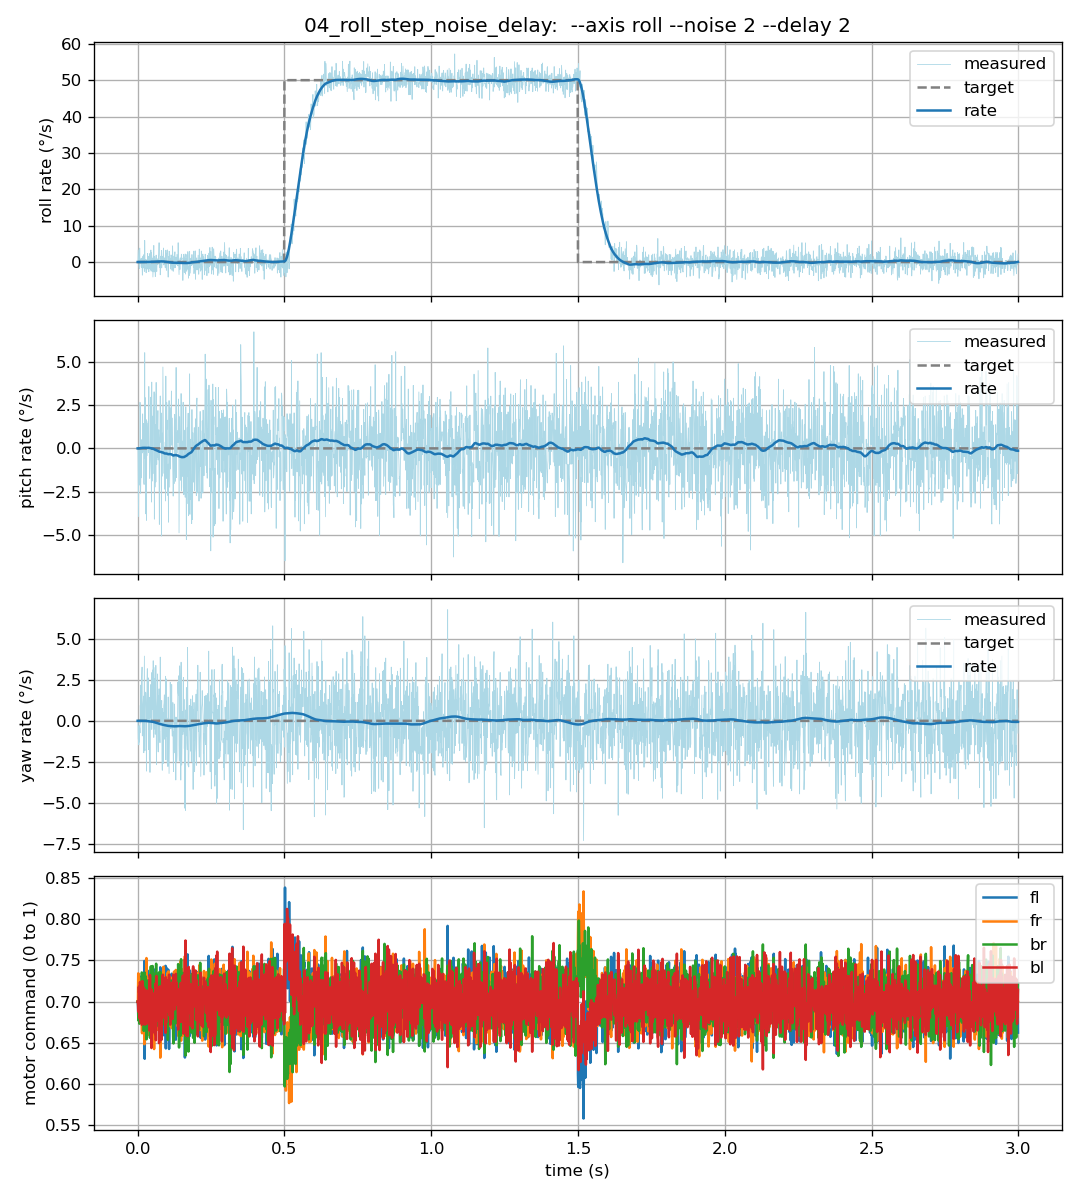 04_roll_step_noise_delay:  --axis roll --noise 2 --delay 2
roll rate (°/s)
60
50
40
30
20
10
0
measured
target
rate
pitch rate (°/s)
5.0
2.5
0.0
−2.5
−5.0
measured
target
rate
yaw rate (°/s)
5.0
2.5
0.0
−2.5
−5.0
−7.5
measured
target
rate
motor command (0 to 1)
0.85
0.80
0.75
0.70
0.65
0.60
0.55
fl
fr
br
bl
0.0 0.5 1.0 1.5 2.0 2.5 3.0
time (s)